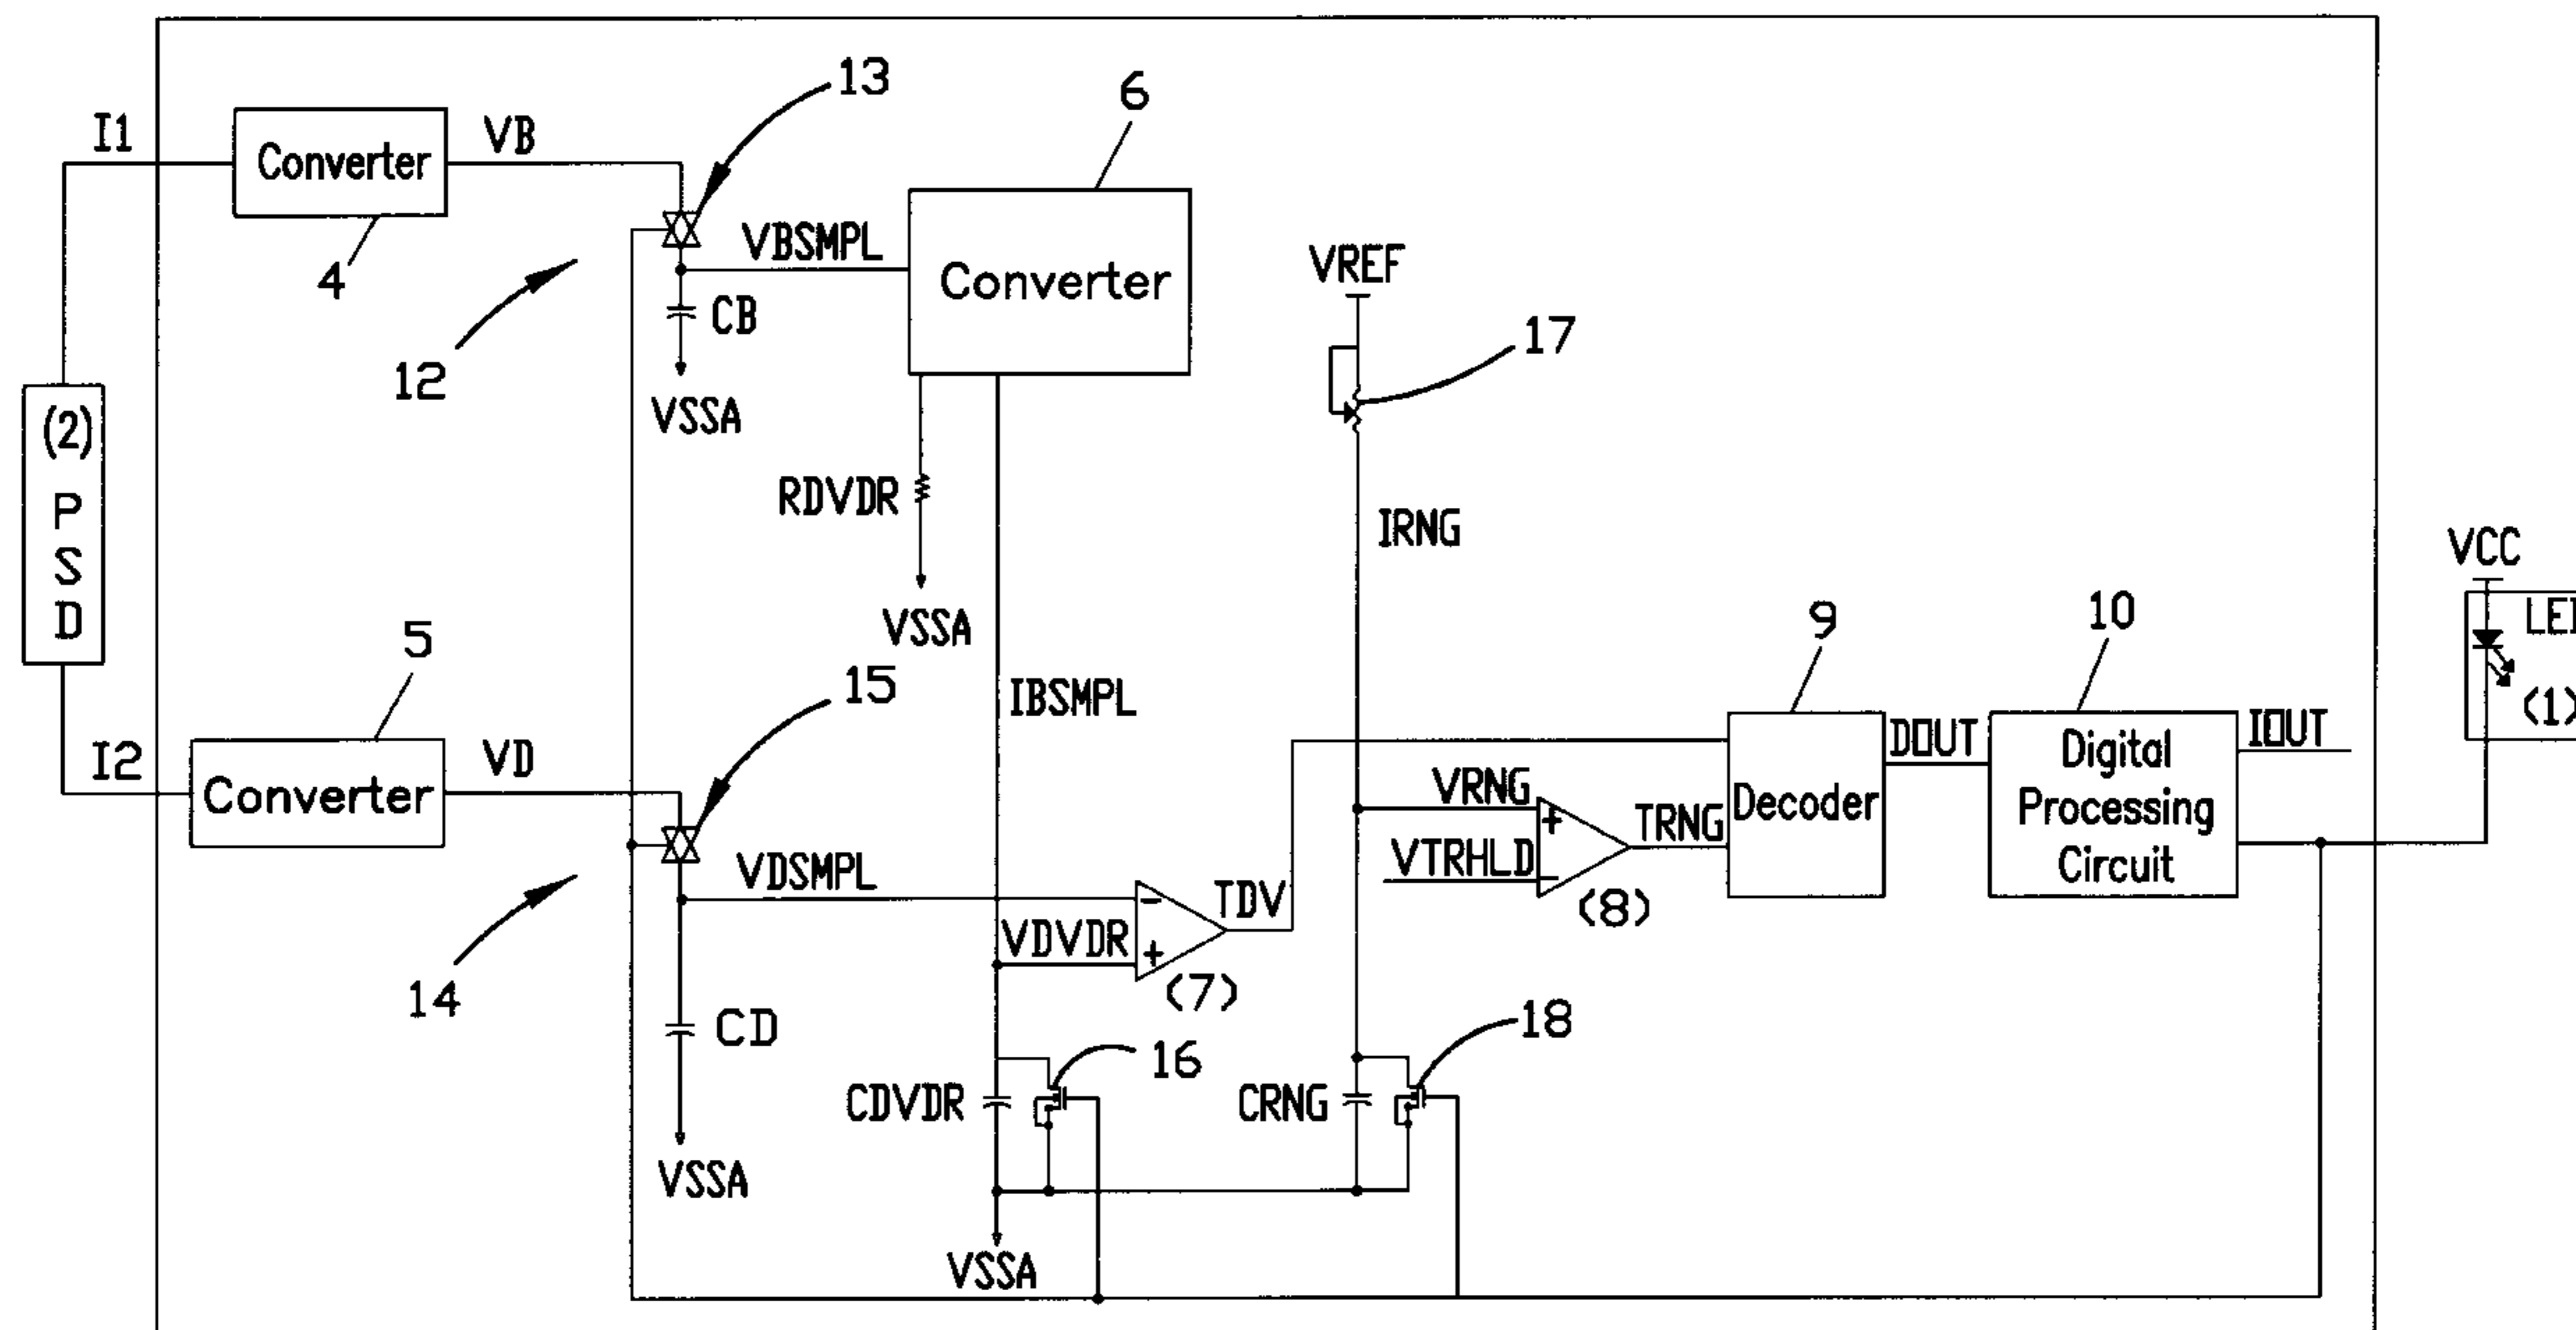 13
6
I1
Converter
VB
4
VBSMPL
Converter
VREF
CB
17
12
VSSA
(2)
P
S
D
RDVDR
IRNG
VCC
VSSA
LE
(1)
5
15
IBSMPL
9
10
I2
Converter
VD
DOUT
Digital
Processing
Circuit
IOUT
VRNG
+
TRNG
Decoder
VTRHLD
-
(8)
VDSMPL
-
TDV
VDVDR
+
(7)
14
CD
16
18
CDVDR
CRNG
VSSA
VSSA